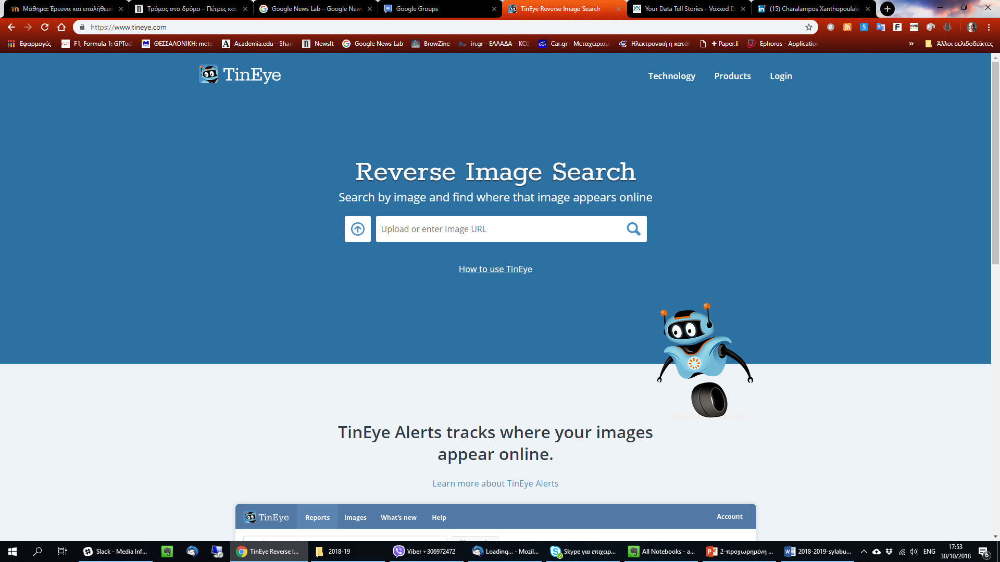 Μάθημα: Έρευνα και επαλήθευσ
Τρόμος στο δρόμο – Πέτρες και
Google News Lab – Google News
Google Groups
TinEye Reverse Image Search
Your Data Tell Stories - Voxxed D
(15) Charalampos Xanthopoulaki
https://www.tineye.com
Εφαρμογές
F1, Formula 1: GPToda
ΘΕΣΣΑΛΟΝΙΚΗ: mete
Academia.edu - Share
NewsIt
Google News Lab
BrowZine
in.gr - ΕΛΛΑΔΑ – ΚΟΣ
Car.gr - Μεταχειρισμ
Ηλεκτρονική η κατάθ
+ Paper.li
Ephorus - Application
»
Άλλοι σελιδοδείκτες
TinEye
Technology
Products
Login
Reverse Image Search
Search by image and find where that image appears online
Upload or enter Image URL
How to use TinEye
TinEye Alerts tracks where your images
appear online.
Learn more about TinEye Alerts
TinEye
Reports
Images
What's new
Help
Account
Slack - Media Inf...
TinEye Reverse I...
2018-19
Viber +306972472
Loading... - Mozil...
Skype για επιχειρ...
All Notebooks - a...
2-προχωρημένη ...
2018-2019-sylabu...
ENG
17:53
30/10/2018
6